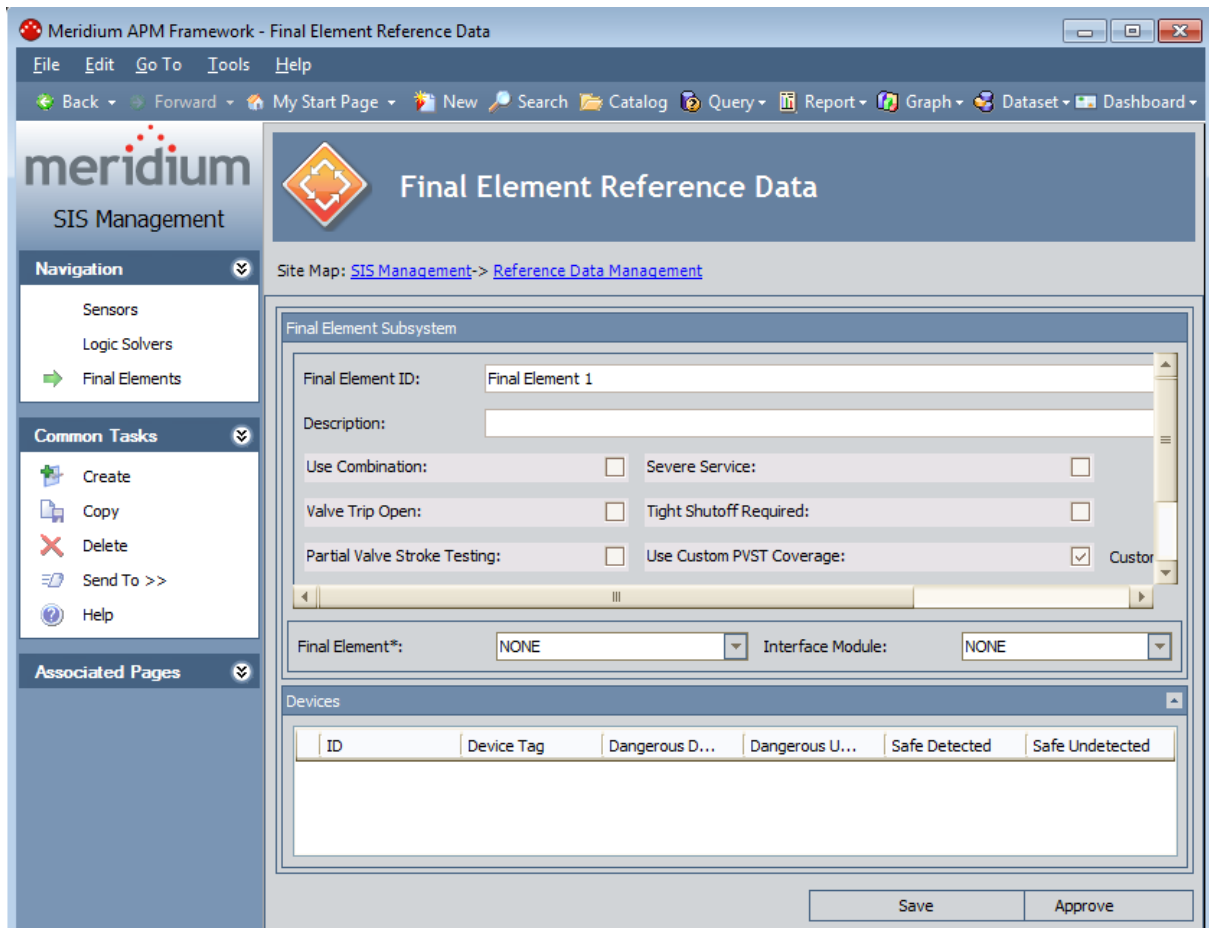 Meridium APM Framework - Final Element Reference Data
File Edit Go To Tools Help
Back Forward My Start Page New Search Catalog Query Report Graph Dataset Dashboard
meridium
SIS Management
Final Element Reference Data
Navigation
Sensors
Logic Solvers
Final Elements
Common Tasks
Create
Copy
Delete
Send To >>
Help
Associated Pages
Site Map: SIS Management-> Reference Data Management
Final Element Subsystem
Final Element ID: Final Element 1
Description:
Use Combination: Severe Service:
Valve Trip Open: Tight Shutoff Required:
Partial Valve Stroke Testing: Use Custom PVST Coverage: Custor
Final Element*: NONE Interface Module: NONE
Devices
ID Device Tag Dangerous D... Dangerous U... Safe Detected Safe Undetected
Save Approve